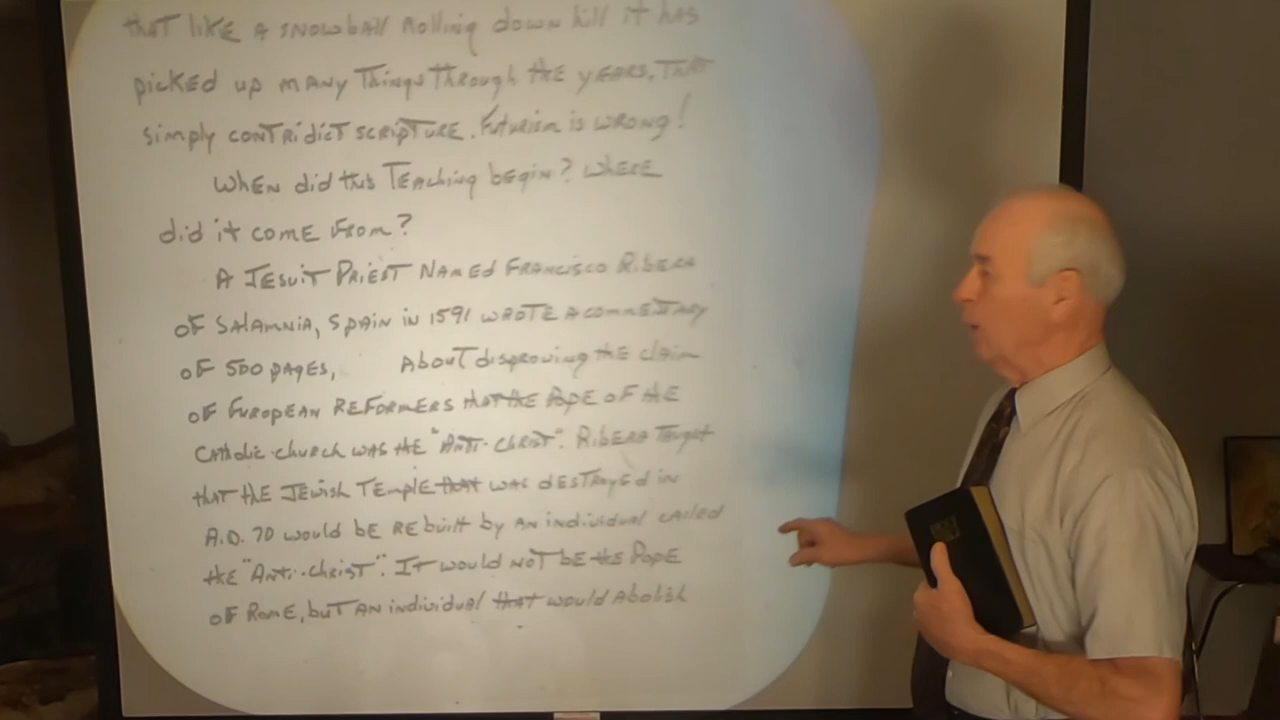 that like a snowball rolling down hill it has
picked up many things through the years, that
simply contridict scripture. Futurism is wrong!
When did this Teaching begin? Where
did it come from?
A Jesuit Priest Named Francisco Ribera
of Salamnia, Spain in 1591 wrote a commentary
of 500 pages, About disproving the claim
of European Reformers that the Pope of the
Catholic church was the "Anti-Christ". Ribera Taught
that the Jewish Temple that was destroyed in
A.D. 70 would be rebuilt by an individual called
the "Anti-Christ". It would not be the Pope
of Rome, but an individual that would Abolish
HOLY BIBLE